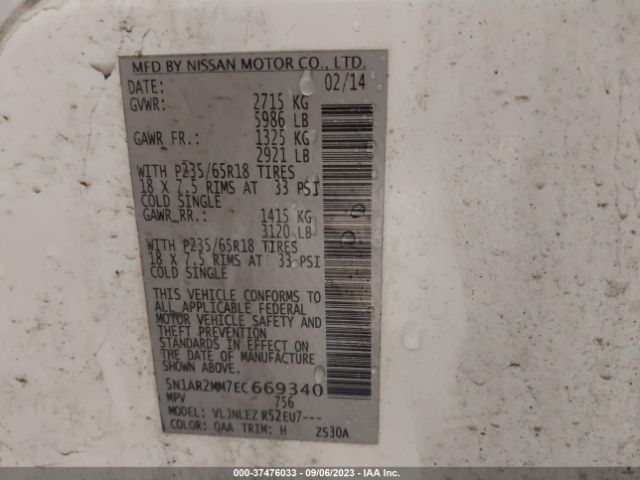 MFD BY NISSAN MOTOR CO., LTD.
DATE: 02/14
GVWR: 2715 KG
5986 LB
GAWR FR.: 1325 KG
2921 LB
WITH P235/65R18 TIRES
18 X 7.5 RIMS AT 33 PSI
COLD SINGLE
GAWR RR.: 1415 KG
3120 LB
WITH P235/65R18 TIRES
18 X 7.5 RIMS AT 33 PSI
COLD SINGLE
THIS VEHICLE CONFORMS TO
ALL APPLICABLE FEDERAL
MOTOR VEHICLE SAFETY AND
THEFT PREVENTION
STANDARDS IN EFFECT ON
THE DATE OF MANUFACTURE
SHOWN ABOVE.
5N1AR2MM7EC669340
MPV 756
MODEL: VLJNLEZ R52EU7---
COLOR: QAA TRIM: H ZS30A
000-37476033 - 09/06/2023 - IAA Inc.